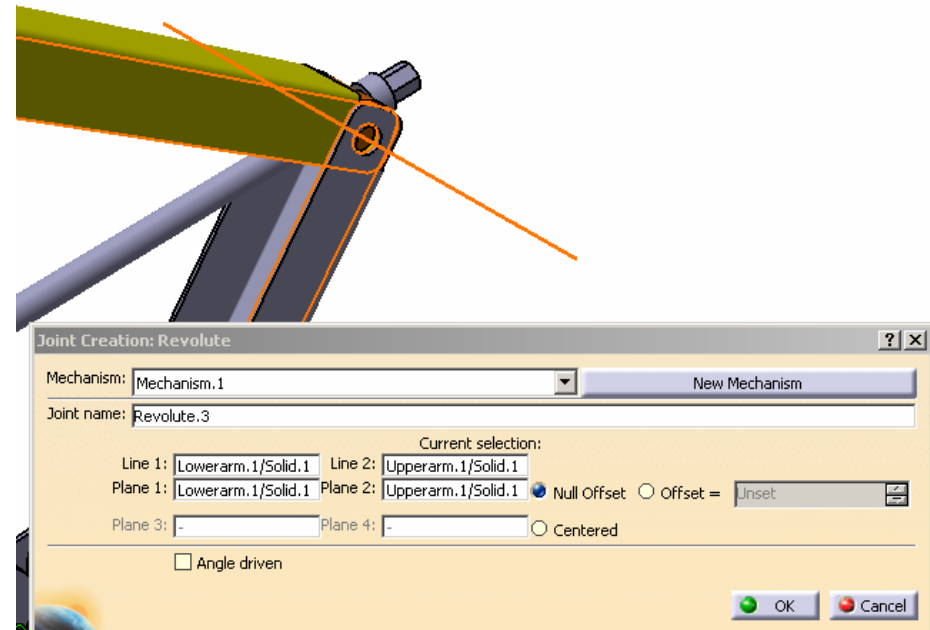 Joint Creation: Revolute ? X
Mechanism: Mechanism.1 New Mechanism
Joint name: Revolute.3
Current selection:
Line 1: Lowerarm.1/Solid.1 Line 2: Upperarm.1/Solid.1
Plane 1: Lowerarm.1/Solid.1 Plane 2: Upperarm.1/Solid.1 Null Offset Offset = Unset
Plane 3: - Plane 4: - Centered
Angle driven
OK Cancel